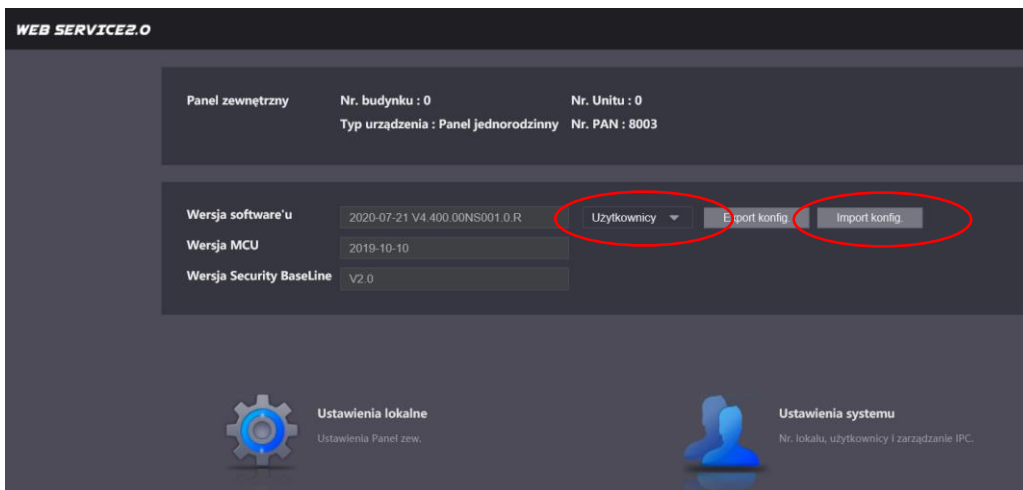 WEB SERVICE2.0
Panel zewnętrzny Nr. budynku : 0 Nr. Unitu : 0
Typ urządzenia : Panel jednorodzinny Nr. PAN : 8003
Wersja software'u 2020-07-21 V4.400.00NS001.0.R Użytkownicy Export konfig. Import konfig.
Wersja MCU 2019-10-10
Wersja Security BaseLine V2.0
Ustawienia lokalne Ustawienia systemu
Ustawienia Panel zew. Nr. lokalu, użytkownicy i zarządzanie IPC.